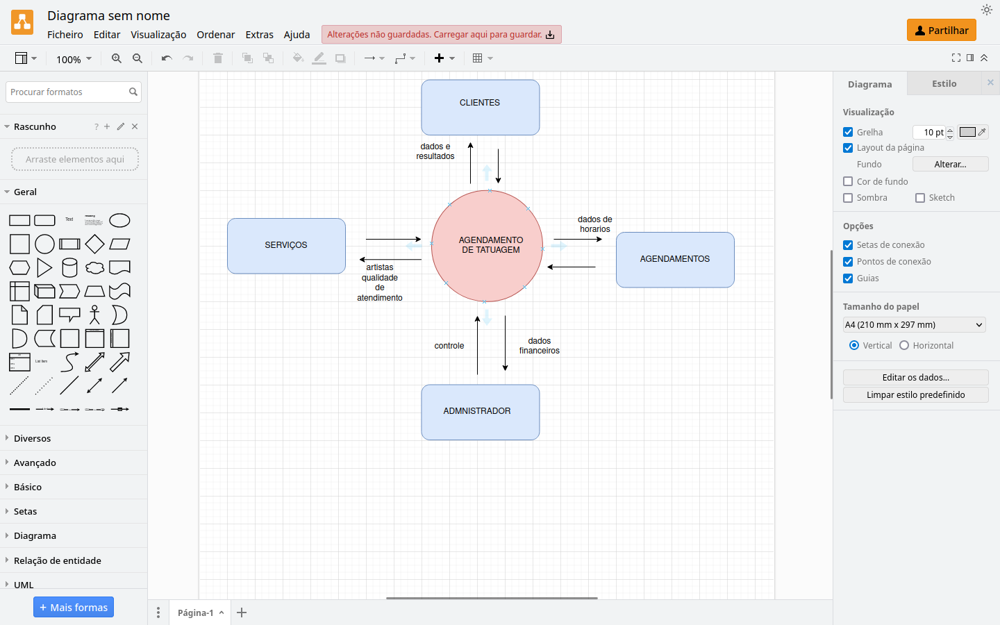 Diagrama sem nome
Ficheiro Editar Visualização Ordenar Extras Ajuda
Alterações não guardadas. Carregar aqui para guardar.
Partilhar
100%
Procurar formatos
Rascunho
?
Arraste elementos aqui
Geral
Text
Heading
List Item
Diversos
Avançado
Básico
Setas
Diagrama
Relação de entidade
UML
+ Mais formas
CLIENTES
dados e
resultados
SERVIÇOS
AGENDAMENTO
DE TATUAGEM
dados de
horarios
AGENDAMENTOS
artistas
qualidade
de
atendimento
controle
dados
financeiros
ADMNISTRADOR
Página-1
Diagrama
Estilo
Visualização
Grelha
10 pt
Layout da página
Fundo
Alterar...
Cor de fundo
Sombra
Sketch
Opções
Setas de conexão
Pontos de conexão
Guias
Tamanho do papel
A4 (210 mm x 297 mm)
Vertical
Horizontal
Editar os dados...
Limpar estilo predefinido